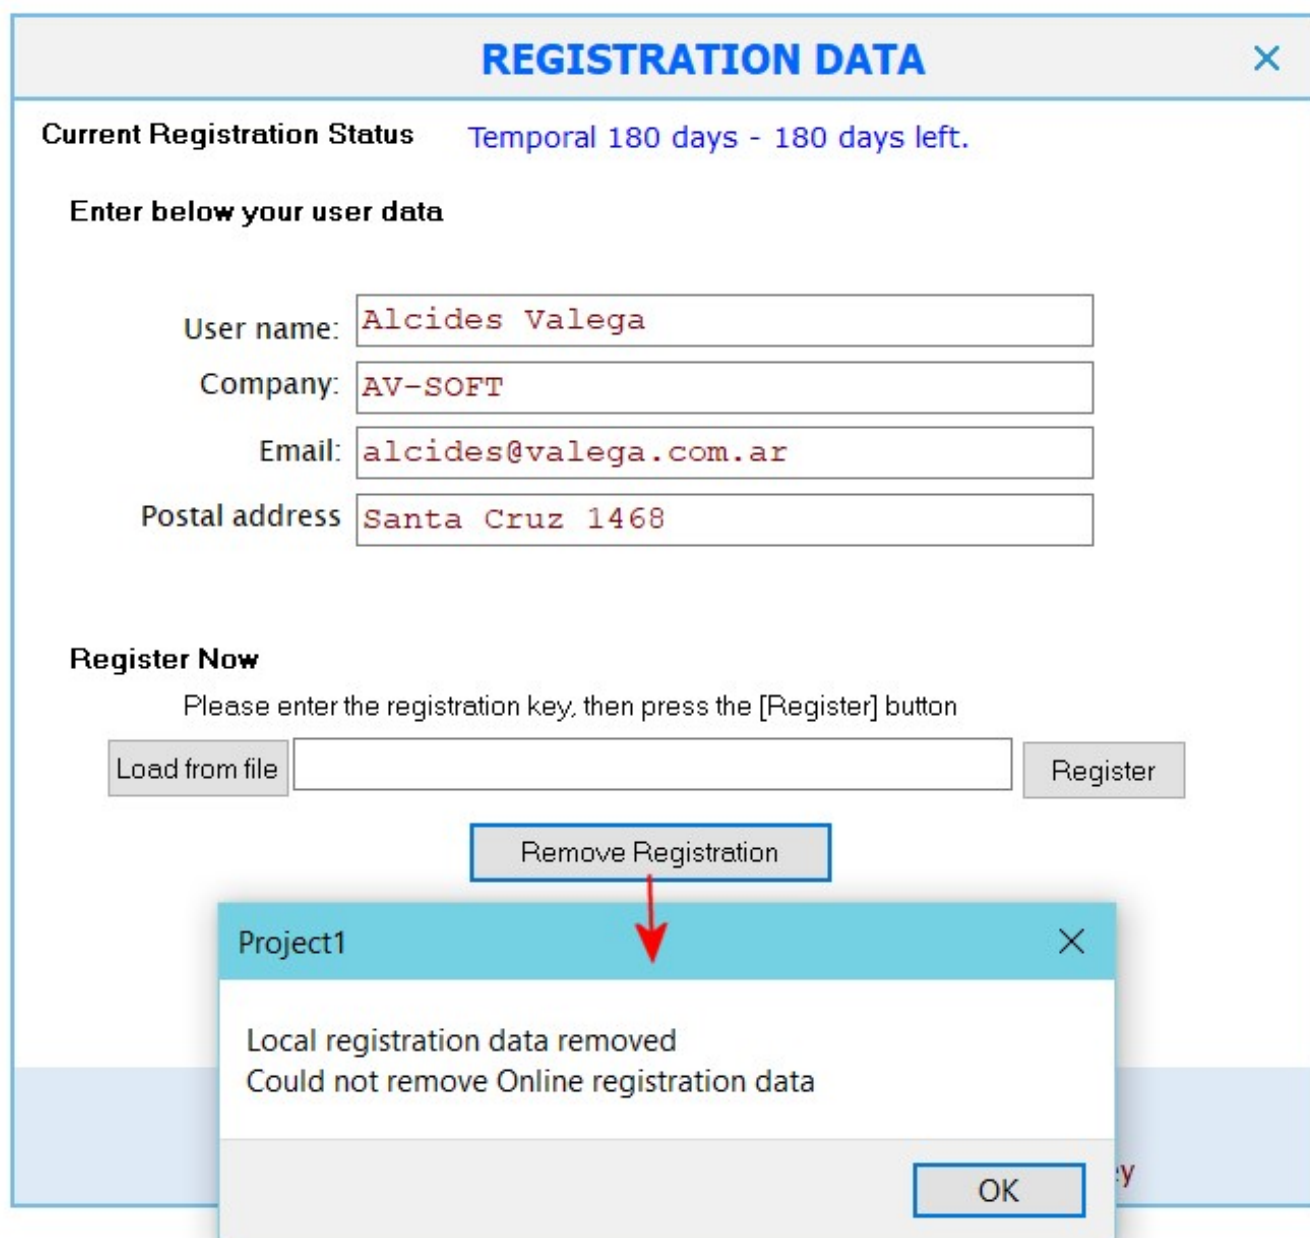 REGISTRATION DATA
Current Registration Status Temporal 180 days - 180 days left.
Enter below your user data
User name: Alcides Valega
Company: AV-SOFT
Email: alcides@valega.com.ar
Postal address Santa Cruz 1468
Register Now
Please enter the registration key, then press the [Register] button
Load from file Register
Remove Registration
Project1
Local registration data removed
Could not remove Online registration data
OK